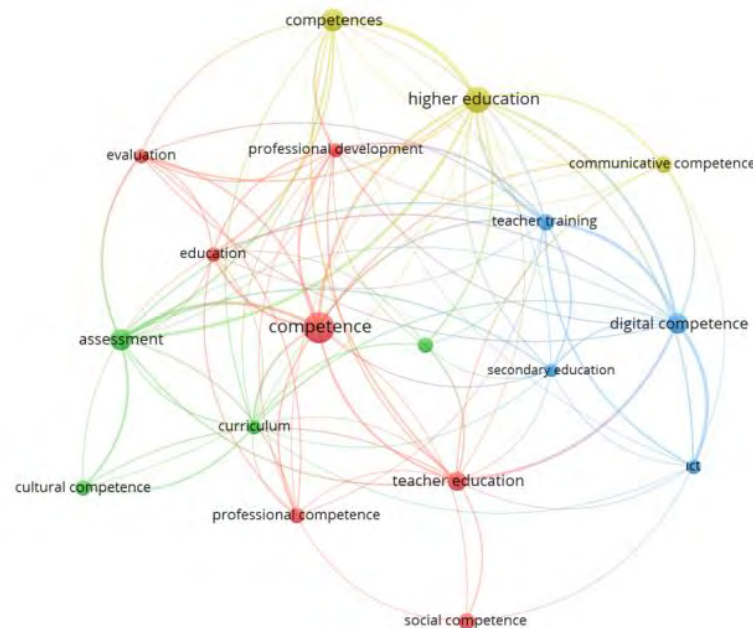 competences
higher education
evaluation
professional development
communicative competence
teacher training
education
competence
assessment
digital competence
secondary education
curriculum
ict
teacher education
cultural competence
professional competence
social competence